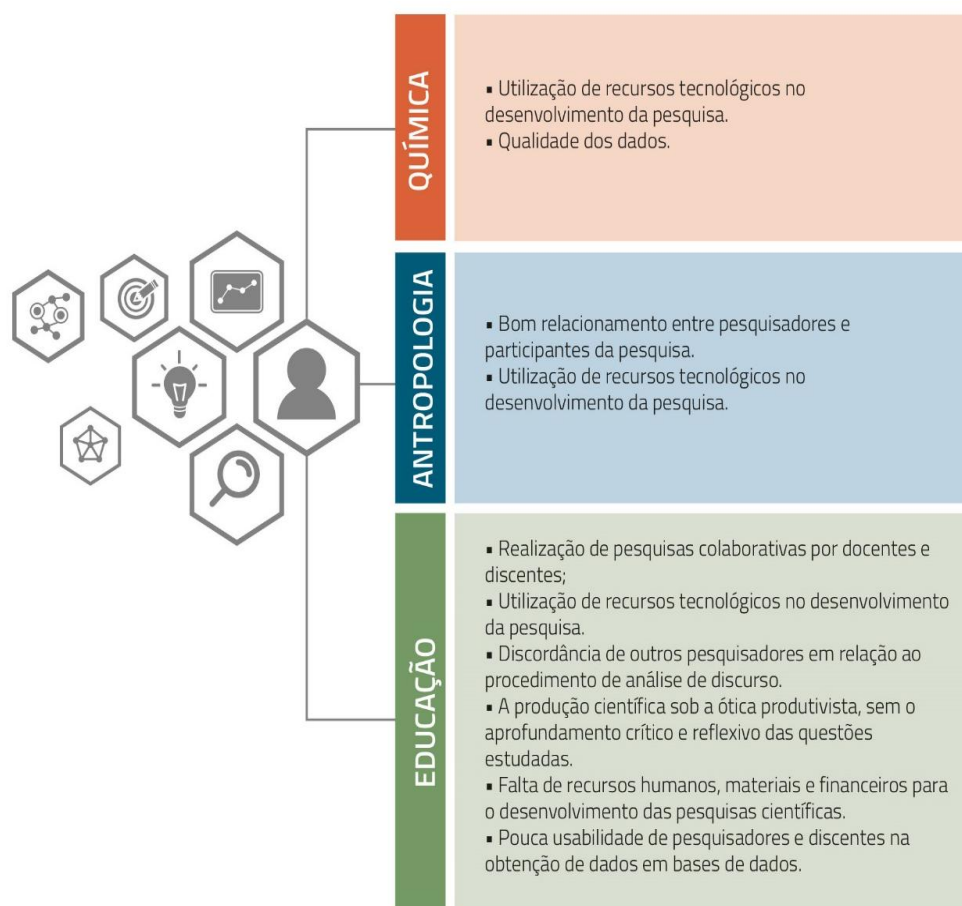 QUÍMICA
▪ Utilização de recursos tecnológicos no
desenvolvimento da pesquisa.
▪ Qualidade dos dados.
ANTROPOLOGIA
▪ Bom relacionamento entre pesquisadores e
participantes da pesquisa.
▪ Utilização de recursos tecnológicos no
desenvolvimento da pesquisa.
EDUCAÇÃO
▪ Realização de pesquisas colaborativas por docentes e
discentes;
▪ Utilização de recursos tecnológicos no desenvolvimento
da pesquisa.
▪ Discordância de outros pesquisadores em relação ao
procedimento de análise de discurso.
▪ A produção científica sob a ótica produtivista, sem o
aprofundamento crítico e reflexivo das questões
estudadas.
▪ Falta de recursos humanos, materiais e financeiros para
o desenvolvimento das pesquisas científicas.
▪ Pouca usabilidade de pesquisadores e discentes na
obtenção de dados em bases de dados.